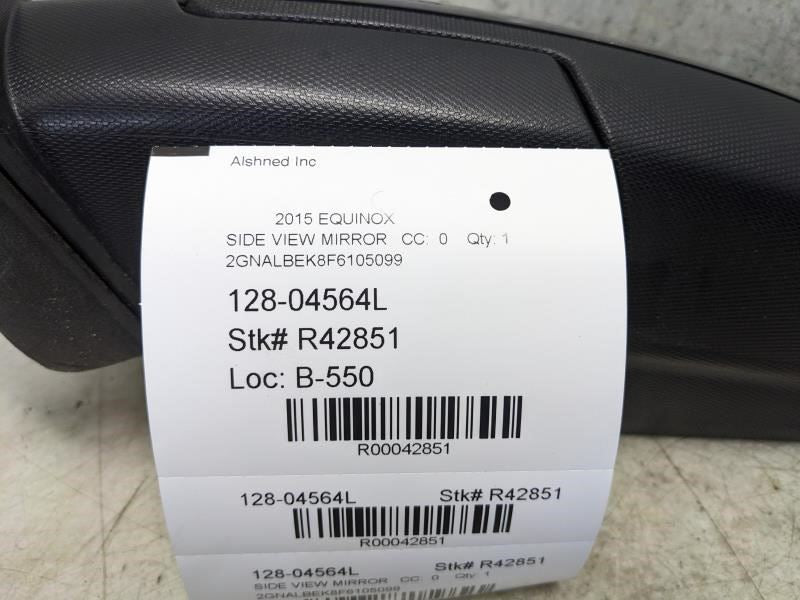 Alshned Inc
2015 EQUINOX
SIDE VIEW MIRROR CC: 0 Qty: 1
2GNALBEK8F6105099
128-04564L
Stk# R42851
Loc: B-550
R00042851
128-04564L Stk# R42851
R00042851
128-04564L Stk# R42851
SIDE VIEW MIRROR CC: 0 Qty: 1
2GNALBEK8F6105099